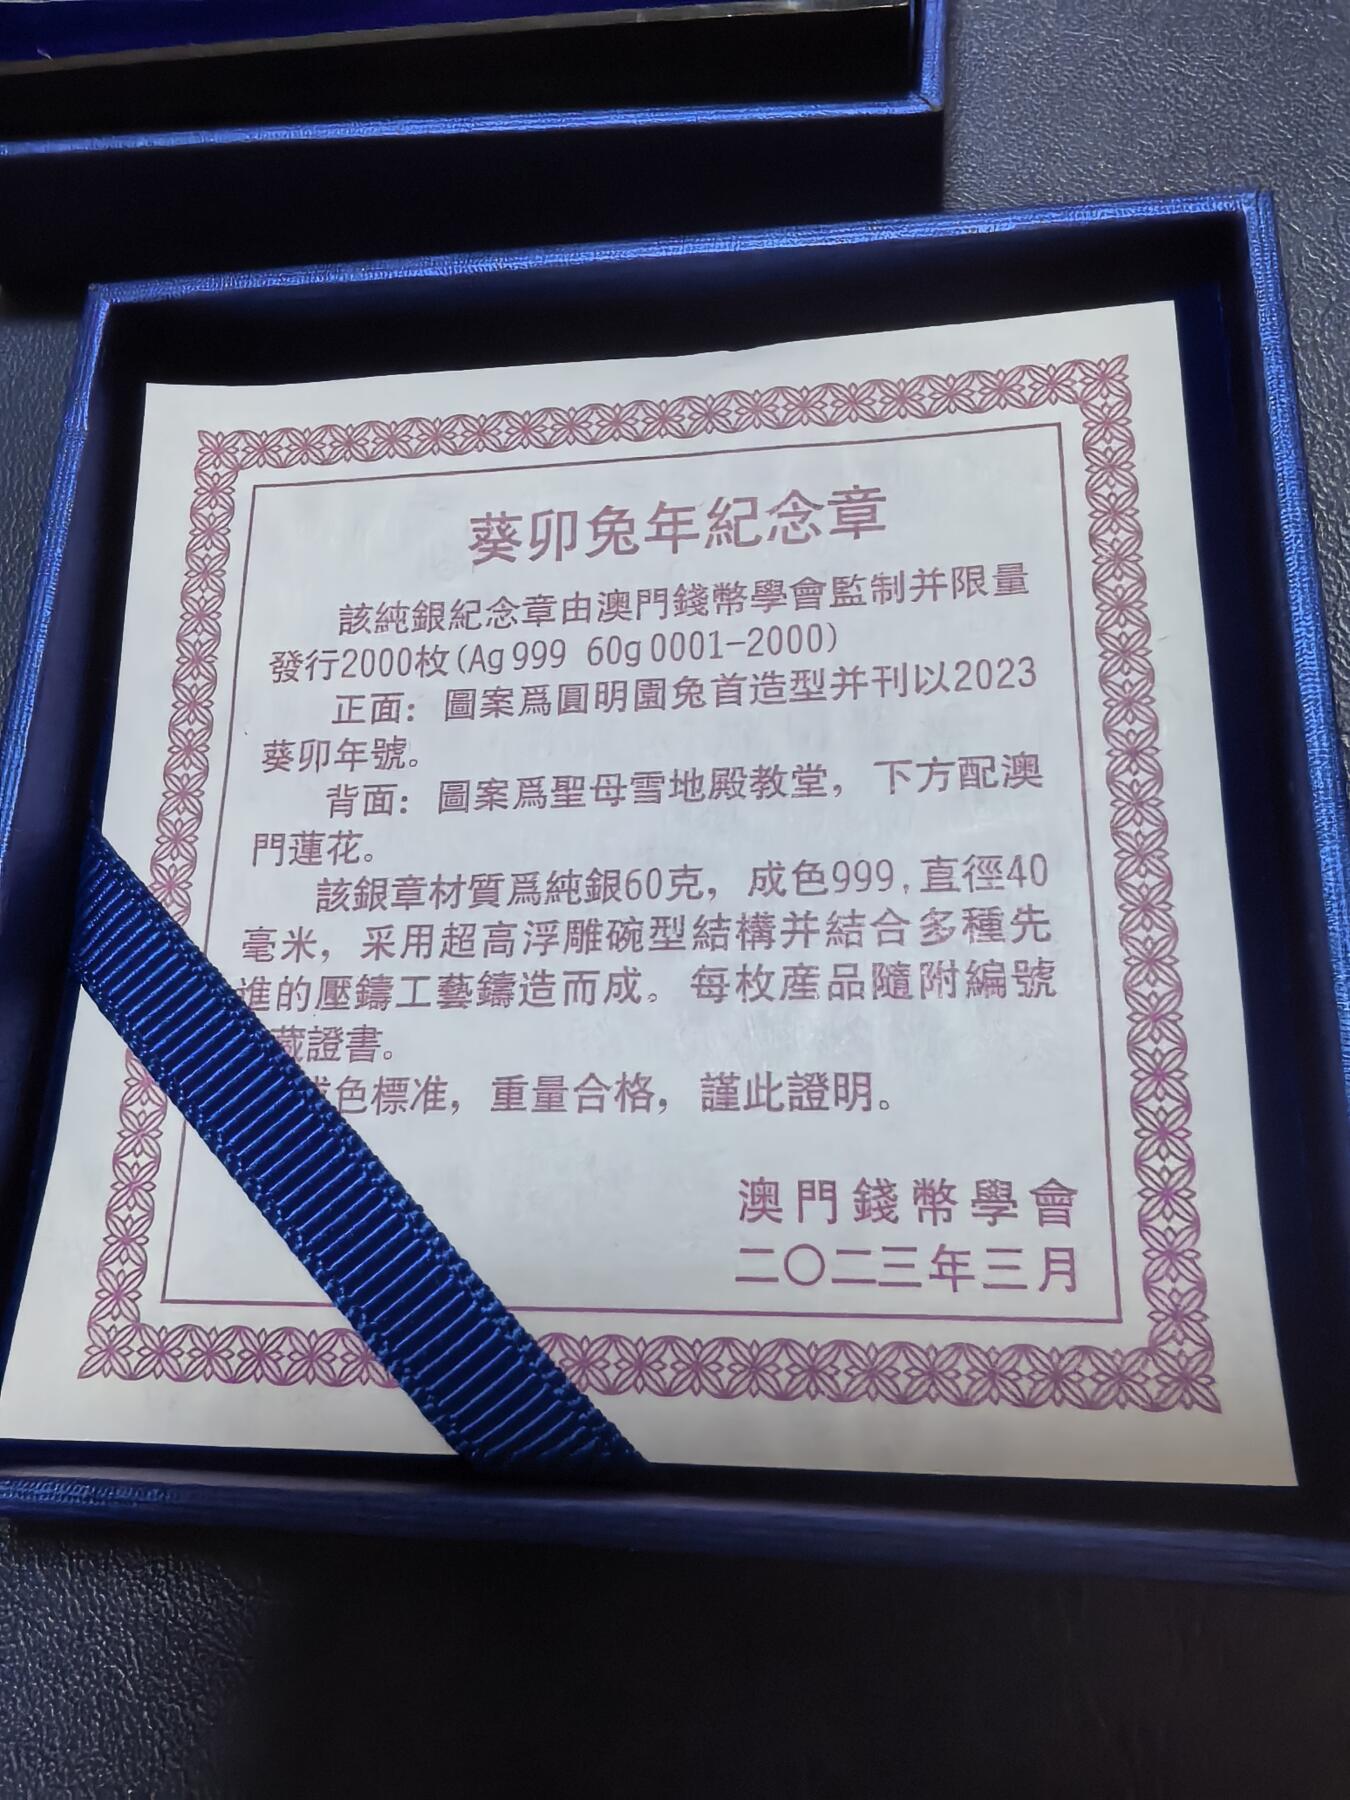 葵卯兔年紀念章
該純銀紀念章由澳門錢幣學會監制并限量
發行2000枚(Ag 999 60g 0001-2000)
正面：圖案爲圓明園兔首造型并刊以2023
葵卯年號。
背面：圖案爲聖母雪地殿教堂，下方配澳
門蓮花。
該銀章材質爲純銀60克，成色999，直徑40
毫米，采用超高浮雕碗型結構并結合多種先
進的壓鑄工藝鑄造而成。每枚産品隨附編號
藏證書。
成色標准，重量合格，謹此證明。
澳門錢幣學會
二〇二三年三月